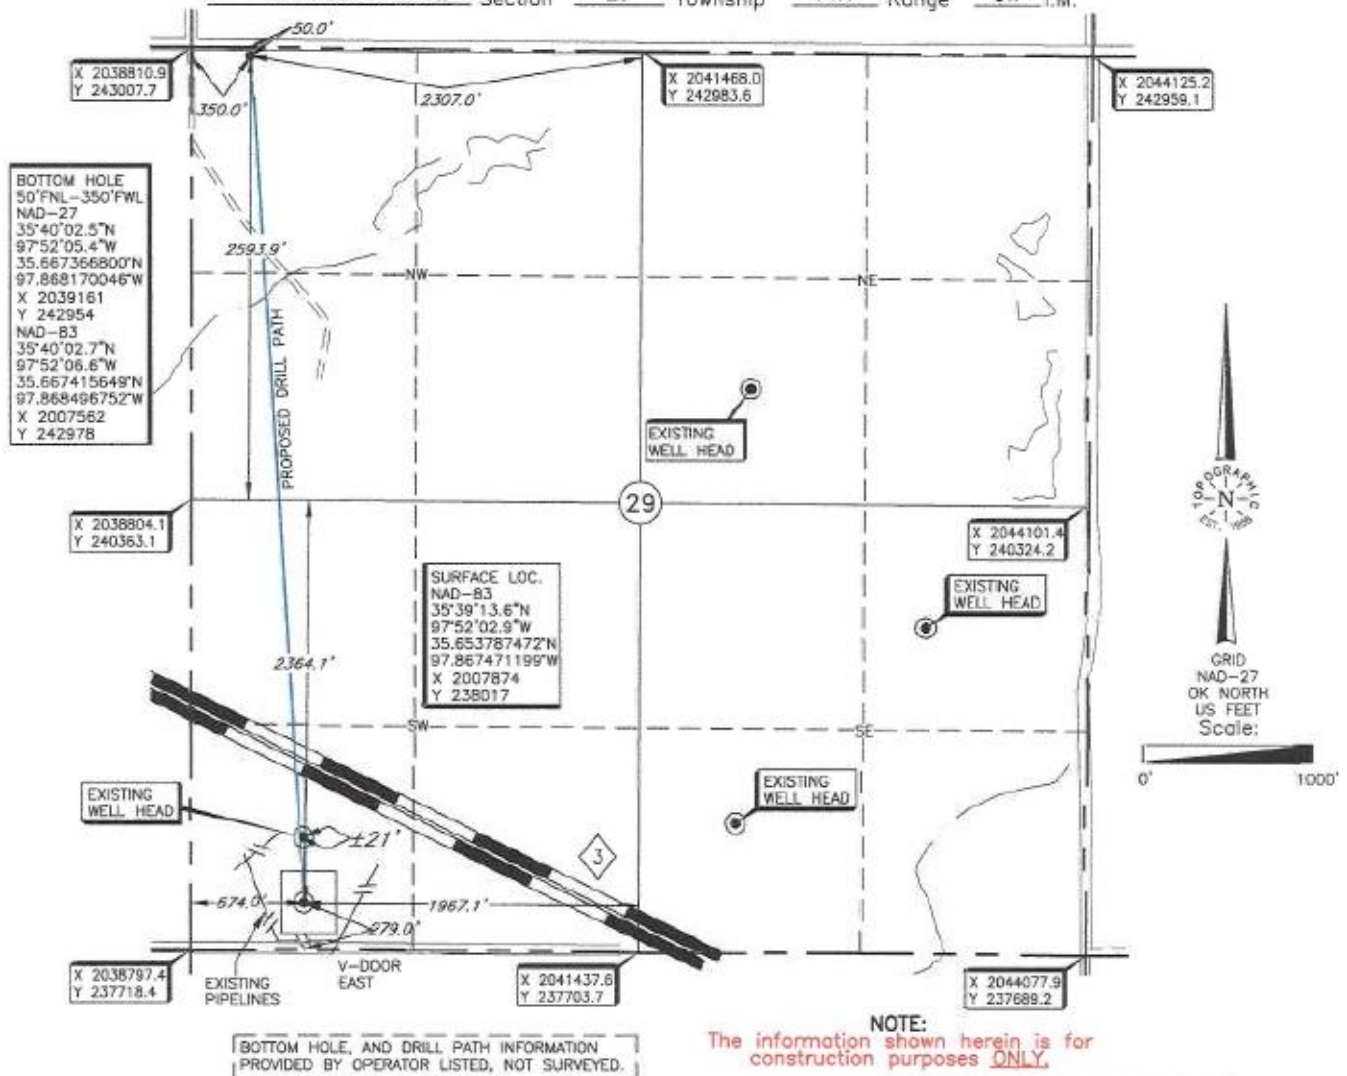 Section
Township
Range
I.M.
50.0'
X 2038810.9
Y 243007.7
350.0'
2307.0'
X 2041468.0
Y 242983.6
X 2044125.2
Y 242959.1
BOTTOM HOLE
50'FNL-350'FWL
NAD-27
35°40'02.5"N
97°52'05.4"W
35.667366800°N
97.868170046°W
X 2039161
Y 242954
NAD-83
35°40'02.7"N
97°52'06.6"W
35.667415649°N
97.868496752°W
X 2007562
Y 242978
2593.9'
NW
NE
PROPOSED DRILL PATH
EXISTING
WELL HEAD
29
X 2038804.1
Y 240363.1
X 2044101.4
Y 240324.2
TOPOGRAPHIC
N
EST.
SURFACE LOC.
NAD-83
35°39'13.6"N
97°52'02.9"W
35.653787472°N
97.867471199°W
X 2007874
Y 238017
EXISTING
WELL HEAD
2364.1'
GRID
NAD-27
OK NORTH
US FEET
Scale:
0' 1000'
SW
SE
EXISTING
WELL HEAD
EXISTING
WELL HEAD
±21'
3
674.0'
1967.1'
279.0'
X 2038797.4
Y 237718.4
EXISTING
PIPELINES
V-DOOR
EAST
X 2041437.6
Y 237703.7
X 2044077.9
Y 237689.2
BOTTOM HOLE, AND DRILL PATH INFORMATION
PROVIDED BY OPERATOR LISTED, NOT SURVEYED.
NOTE:
The information shown herein is for
construction purposes ONLY.